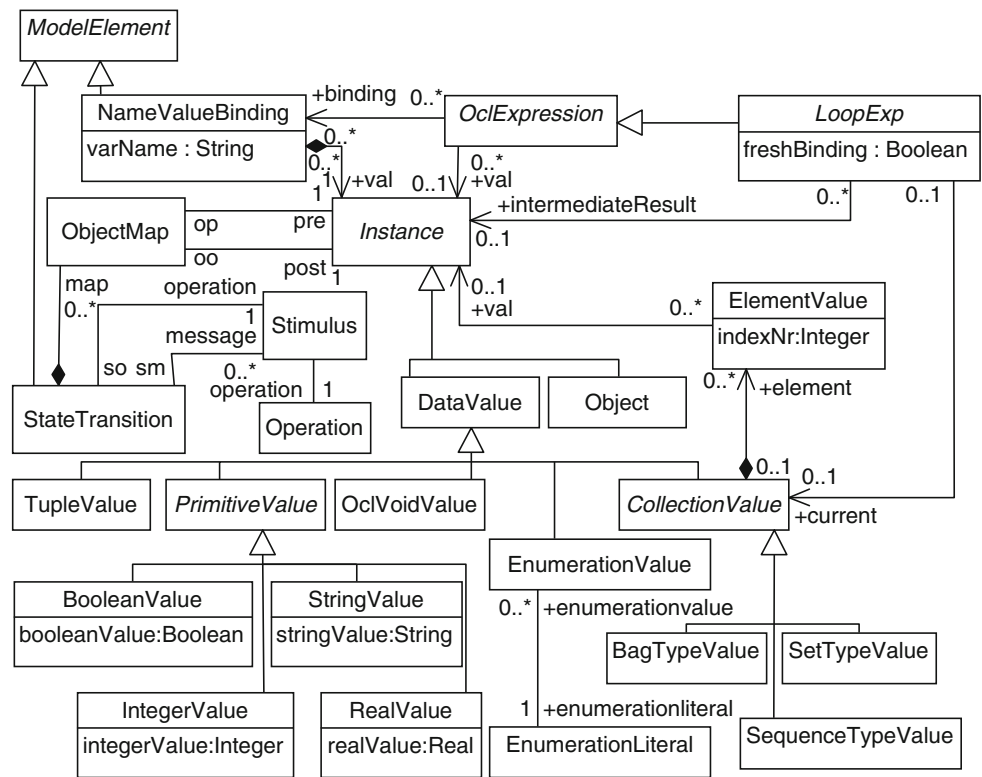 ModelElement
NameValueBinding
varName : String
+binding
0..*
OclExpression
LoopExp
freshBinding : Boolean
0..*
0..*
1
+val
0..*
0..1
+val
0..*
0..1
+intermediateResult
0..1
ObjectMap
op
oo
1
pre
post
1
Instance
map
0..*
operation
1
message
0..*
so
sm
Stimulus
operation
1
Operation
StateTransition
0..1
+val
0..*
ElementValue
indexNr:Integer
0..*
+element
DataValue
Object
TupleValue
PrimitiveValue
OclVoidValue
0..1
CollectionValue
0..1
+current
EnumerationValue
0..*
+enumerationvalue
BooleanValue
booleanValue:Boolean
StringValue
stringValue:String
BagTypeValue
SetTypeValue
IntegerValue
integerValue:Integer
RealValue
realValue:Real
1
+enumerationliteral
EnumerationLiteral
SequenceTypeValue